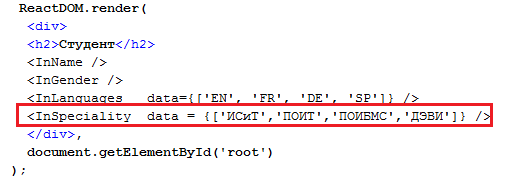 ReactDOM.render(
<div>
<h2>Студент</h2>
<InName />
<InGender />
<InLanguages data={['EN', 'FR', 'DE', 'SP']} />
<InSpeciality data = {['ИСиТ','ПОИТ','ПОИБМС','ДЭВИ']} />
</div>,
document.getElementById('root')
);